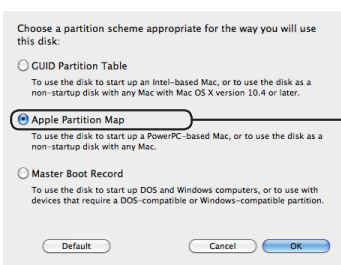 Choose a partition scheme appropriate for the way you will use
this disk:
GUID Partition Table
To use the disk to start up an Intel-based Mac, or to use the disk as a
non-startup disk with any Mac with Mac OS X version 10.4 or later.
Apple Partition Map
To use the disk to start up a PowerPC-based Mac, or to use the disk as a
non-startup disk with any Mac.
Master Boot Record
To use the disk to start up DOS and Windows computers, or to use with
devices that require a DOS-compatible or Windows-compatible partition.
Default Cancel OK